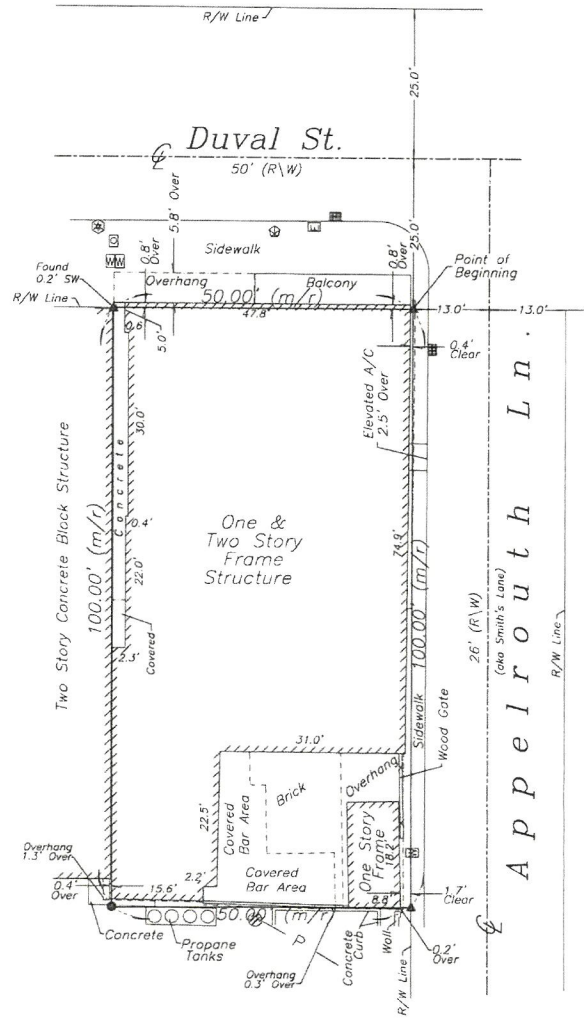 R/W Line
25.0'
Duval St.
℄
50' (R\W)
5.8' Over
25.0'
Sidewalk
0.8' Over
0.8' Over
Found
0.2' SW
R/W Line
Overhang
Balcony
50.00' (m/r)
47.8'
Point of
Beginning
13.0'
13.0'
0.6'
5.0'
0.4'
Clear
Elevated A/C
2.5' Over
30.0'
Concrete
0.4'
22.0'
Covered
2.3'
Two Story Concrete Block Structure
100.00' (m/r)
One &
Two Story
Frame
Structure
74.9'
100.00' (m/r)
Sidewalk
Wood Gate
26' (R\W)
(aka Smith's Lane)
Appelrouth Ln.
R/W Line
31.0'
22.5'
Covered
Bar Area
Brick
Overhang
One Story
Frame
18.2'
8.8'
Covered
Bar Area
2.2'
15.6'
Overhang
1.3' Over
0.4'
Over
50.00' (m/r)
1.7'
Clear
0.2'
Over
Concrete
Propane
Tanks
P
Overhang
0.3' Over
Concrete
Curb
Wall
R/W Line
℄
W
W